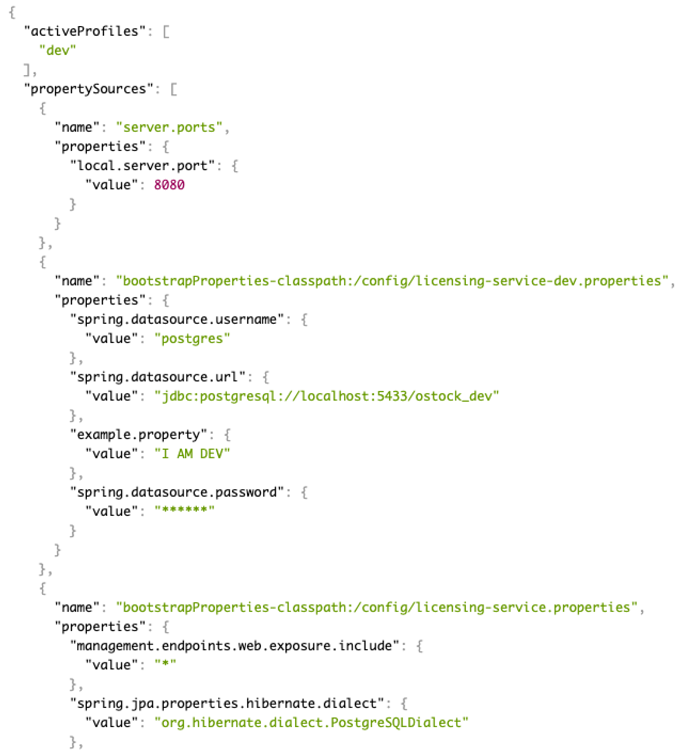 {
  "activeProfiles": [
    "dev"
  ],
  "propertySources": [
    {
      "name": "server.ports",
      "properties": {
        "local.server.port": {
          "value": 8080
        }
      }
    },
    {
      "name": "bootstrapProperties-classpath:/config/licensing-service-dev.properties",
      "properties": {
        "spring.datasource.username": {
          "value": "postgres"
        },
        "spring.datasource.url": {
          "value": "jdbc:postgresql://localhost:5433/ostock_dev"
        },
        "example.property": {
          "value": "I AM DEV"
        },
        "spring.datasource.password": {
          "value": "******"
        }
      }
    },
    {
      "name": "bootstrapProperties-classpath:/config/licensing-service.properties",
      "properties": {
        "management.endpoints.web.exposure.include": {
          "value": "*"
        },
        "spring.jpa.properties.hibernate.dialect": {
          "value": "org.hibernate.dialect.PostgreSQLDialect"
        },